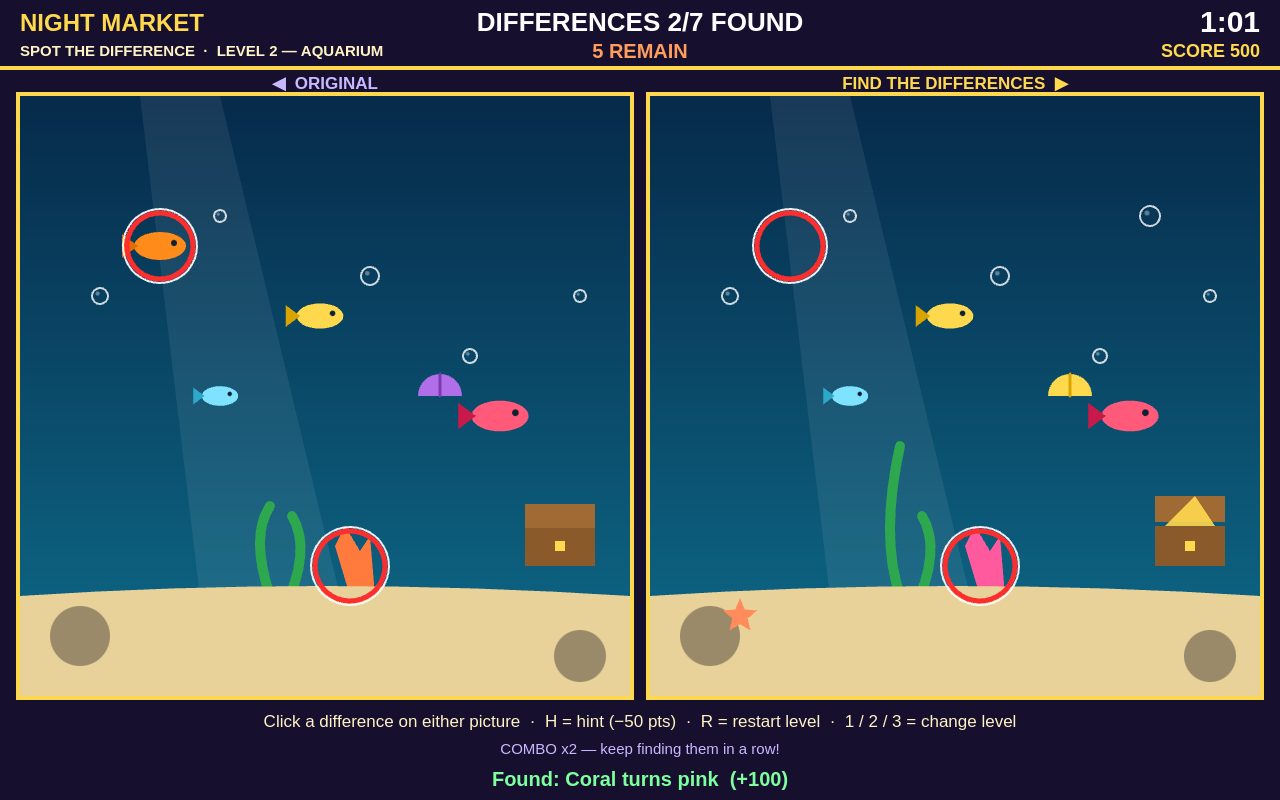 NIGHT MARKET
DIFFERENCES 2/7 FOUND
1:01
SPOT THE DIFFERENCE · LEVEL 2 — AQUARIUM
5 REMAIN
SCORE 500
◀ ORIGINAL
FIND THE DIFFERENCES ▶
Click a difference on either picture · H = hint (−50 pts) · R = restart level · 1 / 2 / 3 = change level
COMBO x2 — keep finding them in a row!
Found: Coral turns pink (+100)